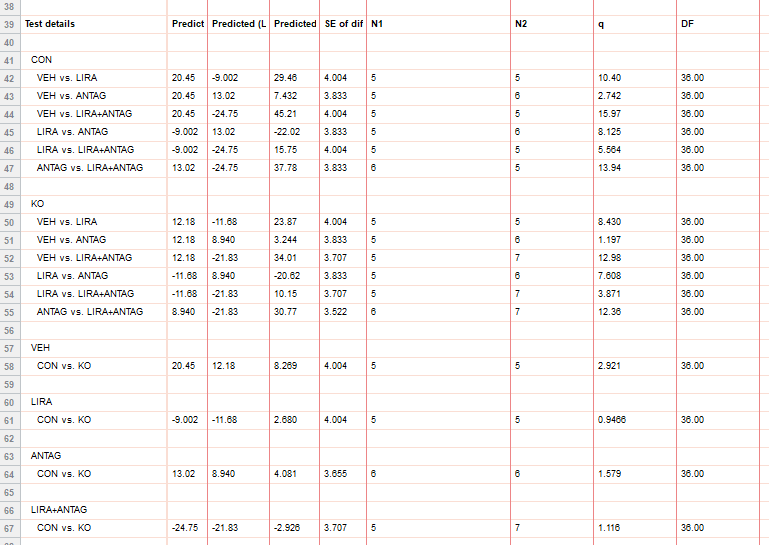 38
39 Test details Predict Predicted (L Predicted SE of dif N1 N2 q DF
40
41 CON
42 VEH vs. LIRA 20.45 -9.002 29.46 4.004 5 5 10.40 36.00
43 VEH vs. ANTAG 20.45 13.02 7.432 3.833 5 6 2.742 36.00
44 VEH vs. LIRA+ANTAG 20.45 -24.75 45.21 4.004 5 5 15.97 36.00
45 LIRA vs. ANTAG -9.002 13.02 -22.02 3.833 5 6 8.125 36.00
46 LIRA vs. LIRA+ANTAG -9.002 -24.75 15.75 4.004 5 5 5.564 36.00
47 ANTAG vs. LIRA+ANTAG 13.02 -24.75 37.78 3.833 6 5 13.94 36.00
48
49 KO
50 VEH vs. LIRA 12.18 -11.68 23.87 4.004 5 5 8.430 36.00
51 VEH vs. ANTAG 12.18 8.940 3.244 3.833 5 6 1.197 36.00
52 VEH vs. LIRA+ANTAG 12.18 -21.83 34.01 3.707 5 7 12.98 36.00
53 LIRA vs. ANTAG -11.68 8.940 -20.62 3.833 5 6 7.608 36.00
54 LIRA vs. LIRA+ANTAG -11.68 -21.83 10.15 3.707 5 7 3.871 36.00
55 ANTAG vs. LIRA+ANTAG 8.940 -21.83 30.77 3.522 6 7 12.36 36.00
56
57 VEH
58 CON vs. KO 20.45 12.18 8.269 4.004 5 5 2.921 36.00
59
60 LIRA
61 CON vs. KO -9.002 -11.68 2.680 4.004 5 5 0.9466 36.00
62
63 ANTAG
64 CON vs. KO 13.02 8.940 4.081 3.655 6 6 1.579 36.00
65
66 LIRA+ANTAG
67 CON vs. KO -24.75 -21.83 -2.926 3.707 5 7 1.116 36.00